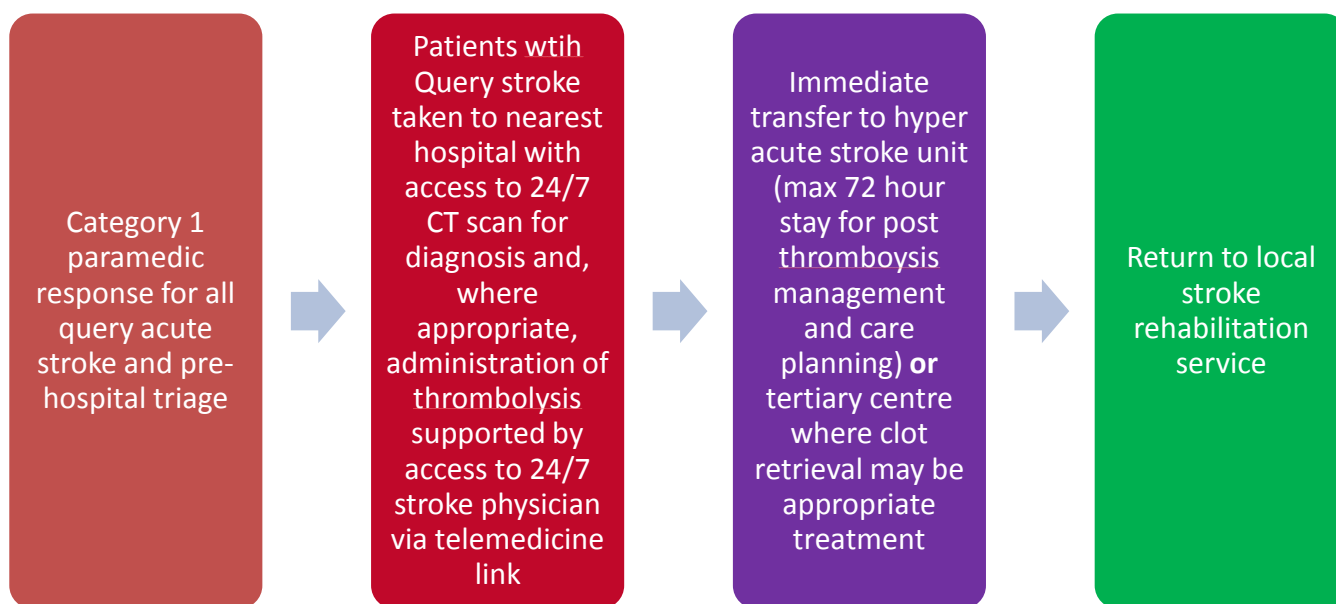 Category 1
paramedic
response for all
query acute
stroke and pre-
hospital triage
Patients wtih
Query stroke
taken to nearest
hospital with
access to 24/7
CT scan for
diagnosis and,
where
appropriate,
administration of
thrombolysis
supported by
access to 24/7
stroke physician
via telemedicine
link
Immediate
transfer to hyper
acute stroke unit
(max 72 hour
stay for post
thromboysis
management
and care
planning) or
tertiary centre
where clot
retrieval may be
appropriate
treatment
Return to local
stroke
rehabilitation
service